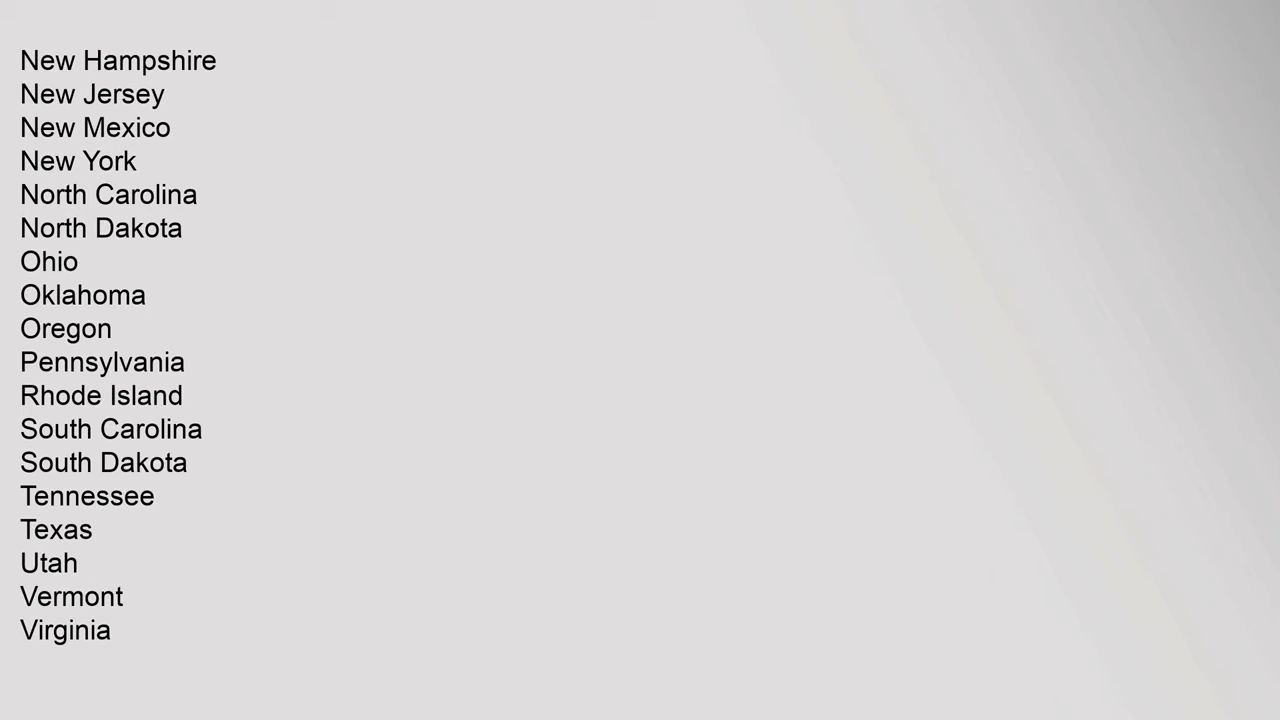 New Hampshire
New Jersey
New Mexico
New York
North Carolina
North Dakota
Ohio
Oklahoma
Oregon
Pennsylvania
Rhode Island
South Carolina
South Dakota
Tennessee
Texas
Utah
Vermont
Virginia